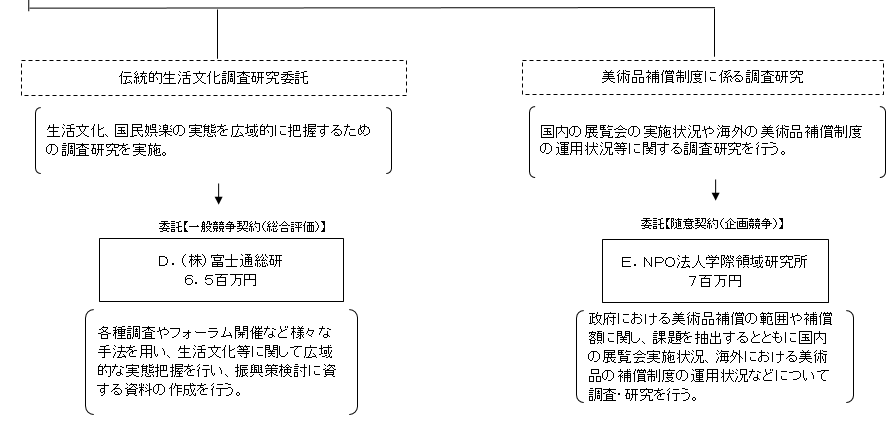 伝統的生活文化調査研究委託
生活文化、国民娯楽の実態を広域的に把握するため
の調査研究を実施。
委託【一般競争契約(総合評価)】
D.(株)富士通総研
6.5百万円
各種調査やフォーラム開催など様々な
手法を用い、生活文化等に関して広域
的な実態把握を行い、振興策検討に資
する資料の作成を行う。
美術品補償制度に係る調査研究
国内の展覧会の実施状況や海外の美術品補償制度
の運用状況等に関する調査研究を行う。
委託【随意契約(企画競争)】
E.NPO法人学際領域研究所
7百万円
政府における美術品補償の範囲や補償
額に関し、課題を抽出するとともに国内
の展覧会実施状況、海外における美術
品の補償制度の運用状況などについて
調査・研究を行う。